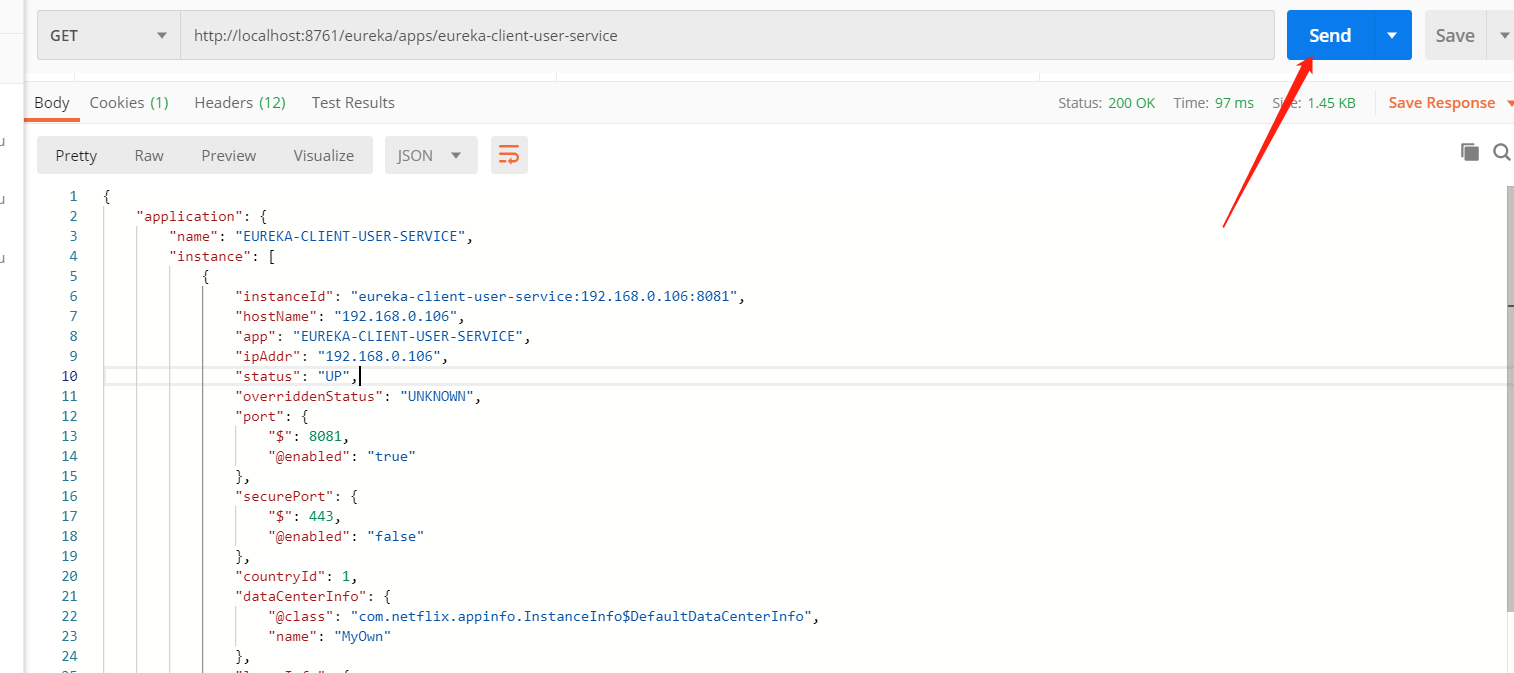 GET http://localhost:8761/eureka/apps/eureka-client-user-service Send Save
Body Cookies (1) Headers (12) Test Results Status: 200 OK Time: 97 ms Size: 1.45 KB Save Response
Pretty Raw Preview Visualize JSON
1 {
2 "application": {
3 "name": "EUREKA-CLIENT-USER-SERVICE",
4 "instance": [
5 {
6 "instanceId": "eureka-client-user-service:192.168.0.106:8081",
7 "hostName": "192.168.0.106",
8 "app": "EUREKA-CLIENT-USER-SERVICE",
9 "ipAddr": "192.168.0.106",
10 "status": "UP",
11 "overriddenStatus": "UNKNOWN",
12 "port": {
13 "$": 8081,
14 "@enabled": "true"
15 },
16 "securePort": {
17 "$": 443,
18 "@enabled": "false"
19 },
20 "countryId": 1,
21 "dataCenterInfo": {
22 "@class": "com.netflix.appinfo.InstanceInfo$DefaultDataCenterInfo",
23 "name": "MyOwn"
24 },